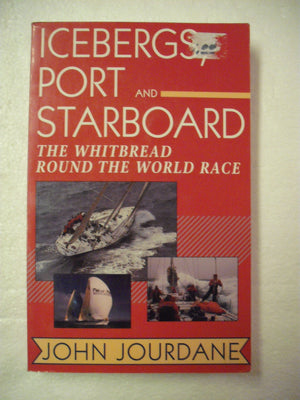 ICEBERGS,
PORT AND
STARBOARD
THE WHITBREAD
ROUND THE WORLD RACE
JOHN JOURDANE